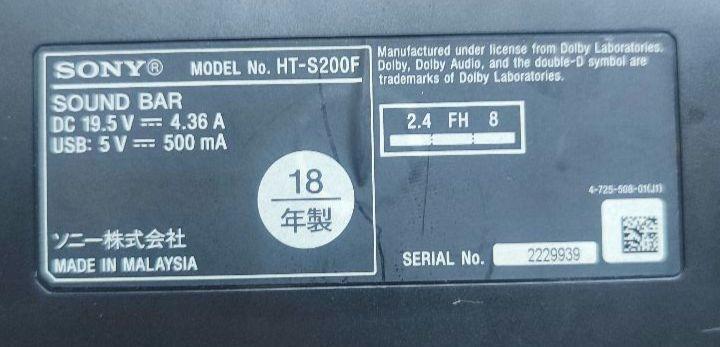 SONY® MODEL No. HT-S200F
SOUND BAR
DC 19.5 V ⎓ 4.36 A
USB: 5 V ⎓ 500 mA
18
年製
ソニー株式会社
MADE IN MALAYSIA
Manufactured under license from Dolby Laboratories.
Dolby, Dolby Audio, and the double-D symbol are
trademarks of Dolby Laboratories.
2.4 FH 8
4-725-508-01(J1)
SERIAL No. 2229939